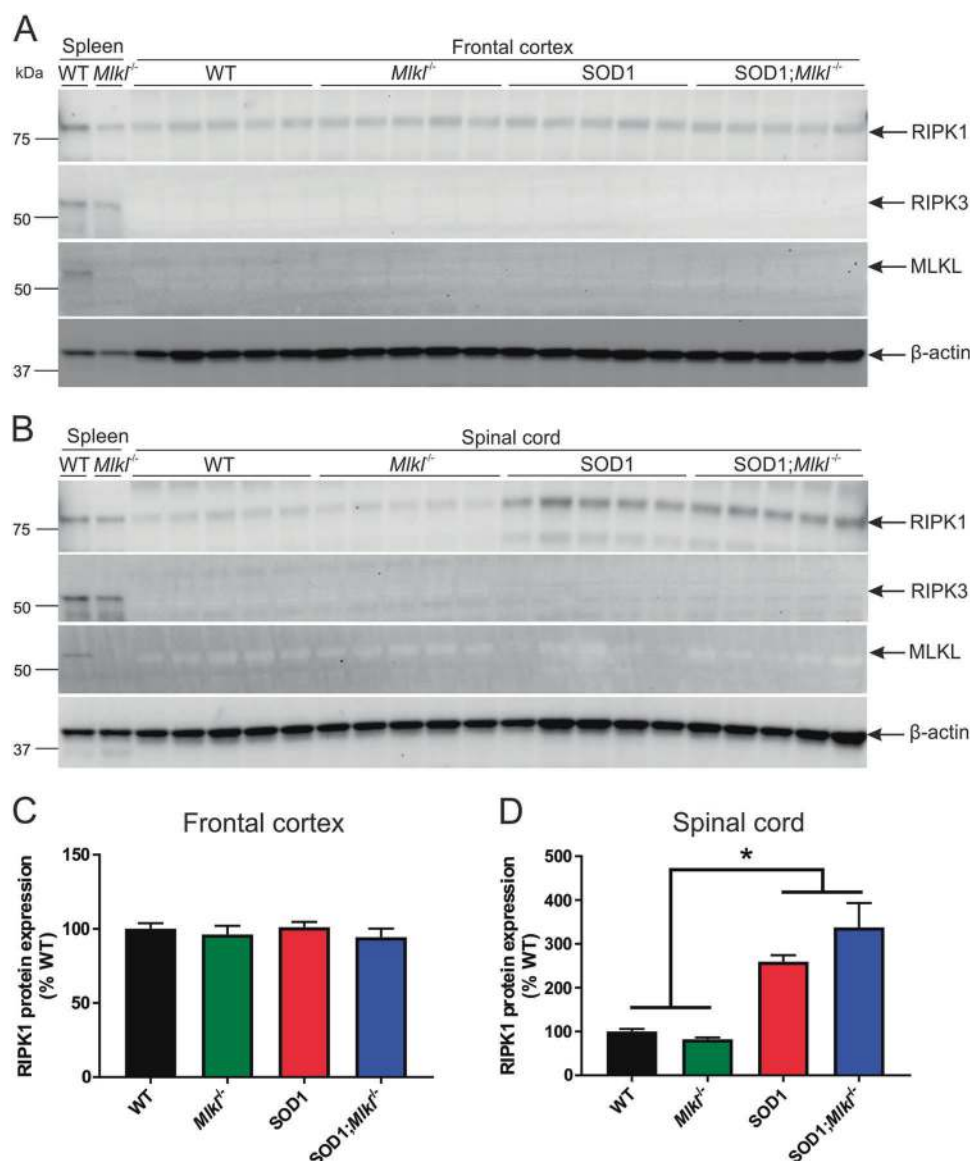 A
Spleen Frontal cortex
kDa WT Mlkl-/- WT Mlkl-/- SOD1 SOD1;Mlkl-/-
75 RIPK1
50 RIPK3
50 MLKL
37 β-actin
B
Spleen Spinal cord
WT Mlkl-/- WT Mlkl-/- SOD1 SOD1;Mlkl-/-
75 RIPK1
50 RIPK3
50 MLKL
37 β-actin
C Frontal cortex
RIPK1 protein expression
(% WT)
150
100
50
0
WT Mlkl-/- SOD1 SOD1;Mlkl-/-
D Spinal cord
RIPK1 protein expression
(% WT)
500
400
300
200
100
0
*
WT Mlkl-/- SOD1 SOD1;Mlkl-/-